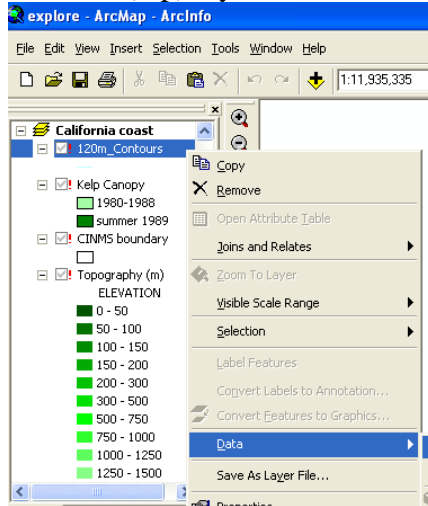 explore - ArcMap - ArcInfo
File Edit View Insert Selection Tools Window Help
1:11,935,335
California coast
120m_Contours
Kelp Canopy
1980-1988
summer 1989
CINMS boundary
Topography (m)
ELEVATION
0 - 50
50 - 100
100 - 150
150 - 200
200 - 300
300 - 500
500 - 750
750 - 1000
1000 - 1250
1250 - 1500
Copy
Remove
Open Attribute Table
Joins and Relates
Zoom To Layer
Visible Scale Range
Selection
Label Features
Convert Labels to Annotation...
Convert Features to Graphics...
Data
Save As Layer File...
Properties